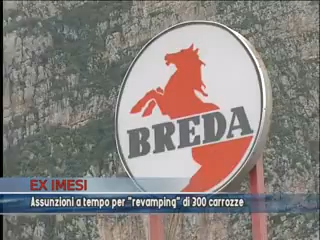 BREDA
EX IMESI
Assunzioni a tempo per "revamping" di 300 carrozze